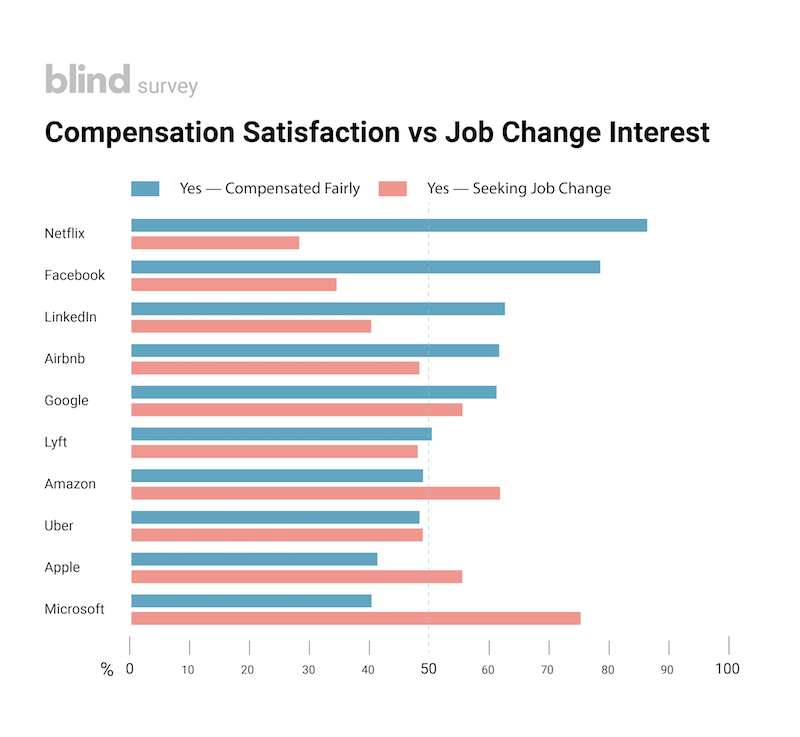 blind survey
Compensation Satisfaction vs Job Change Interest
Yes — Compensated Fairly Yes — Seeking Job Change
Netflix
Facebook
LinkedIn
Airbnb
Google
Lyft
Amazon
Uber
Apple
Microsoft
% 0 10 20 30 40 50 60 70 80 90 100